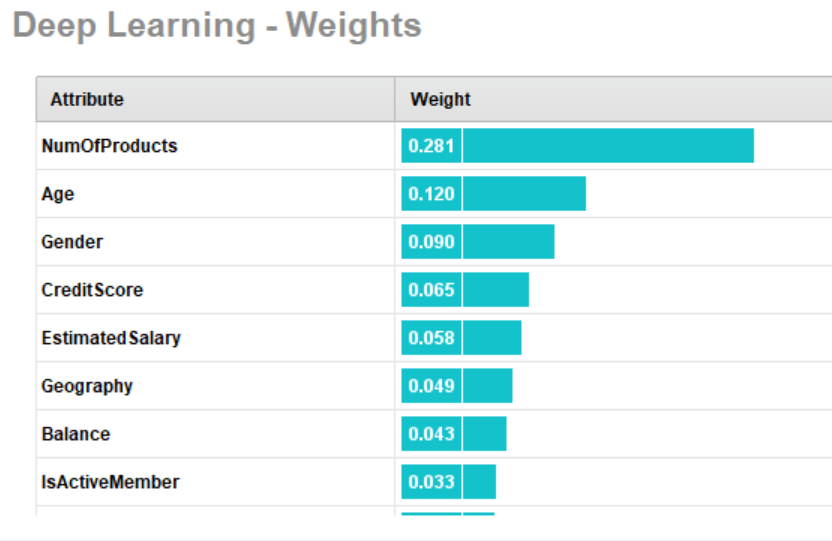 Deep Learning - Weights
Attribute Weight
NumOfProducts 0.281
Age 0.120
Gender 0.090
CreditScore 0.065
EstimatedSalary 0.058
Geography 0.049
Balance 0.043
IsActiveMember 0.033